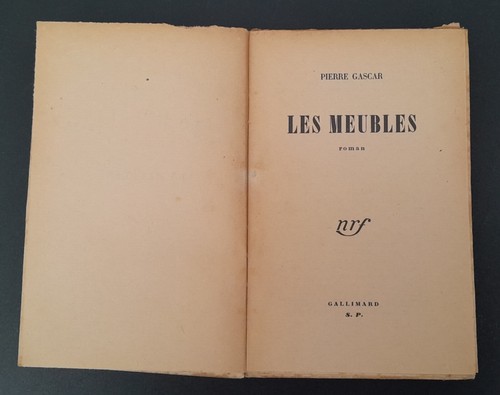 PIERRE GASCAR
LES MEUBLES
roman
nrf
GALLIMARD
S. P.